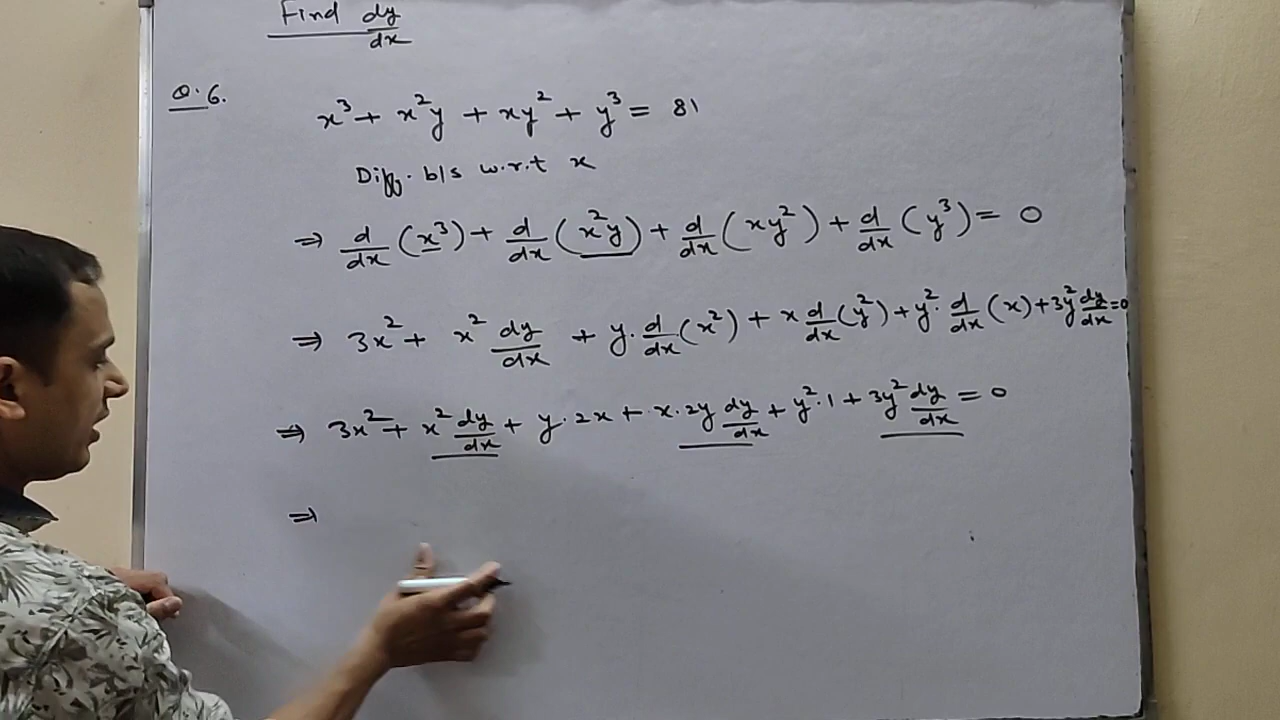 Find dy/dx
Q.6.
x³ + x²y + xy² + y³ = 81
Diff. b/s w.r.t x
⇒ d/dx (x³) + d/dx (x²y) + d/dx (xy²) + d/dx (y³) = 0
⇒ 3x² + x² dy/dx + y. d/dx (x²) + x d/dx (y²) + y². d/dx (x) + 3y² dy/dx = 0
⇒ 3x² + x² dy/dx + y.2x + x.2y dy/dx + y².1 + 3y² dy/dx = 0
⇒